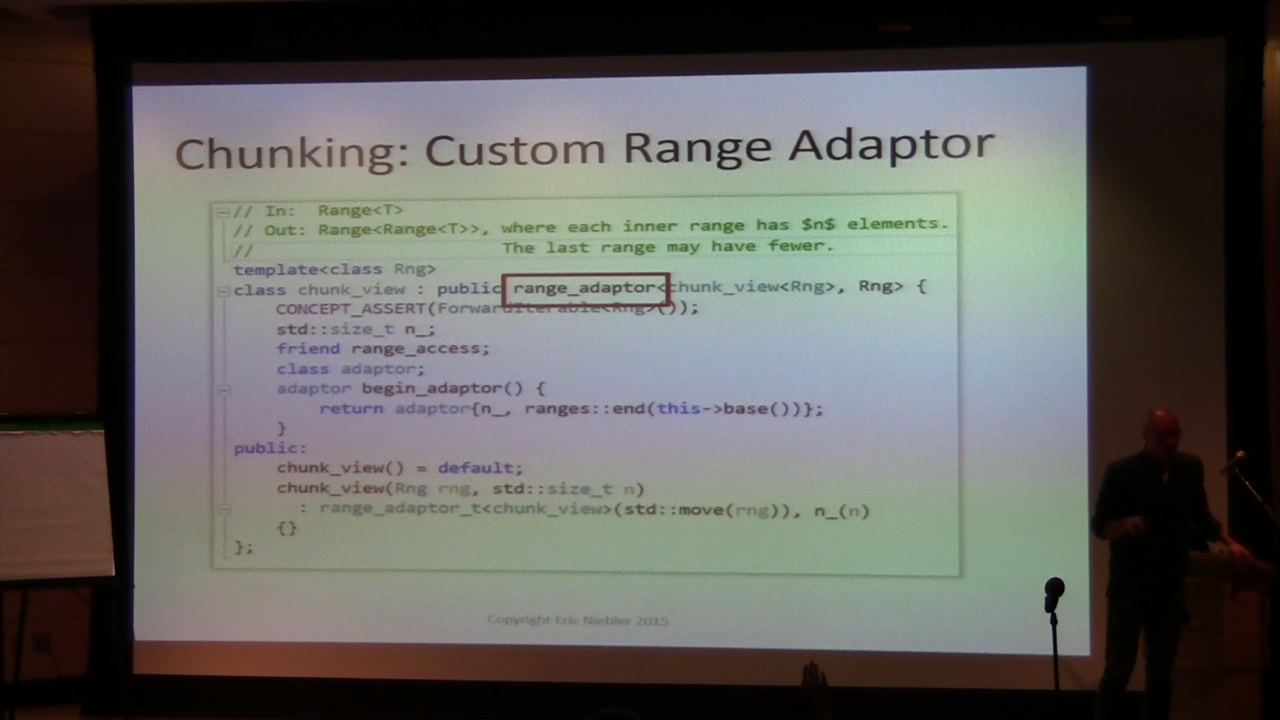 Chunking: Custom Range Adaptor
// In:  Range<T>
// Out: Range<Range<T>>, where each inner range has $n$ elements.
//                       The last range may have fewer.
template<class Rng>
class chunk_view : public range_adaptor<chunk_view<Rng>, Rng> {
    CONCEPT_ASSERT(ForwardIterable<Rng>());
    std::size_t n_;
    friend range_access;
    class adaptor;
    adaptor begin_adaptor() {
        return adaptor{n_, ranges::end(this->base())};
    }
public:
    chunk_view() = default;
    chunk_view(Rng rng, std::size_t n)
      : range_adaptor_t<chunk_view>(std::move(rng)), n_(n)
    {}
};
Copyright Eric Niebler 2015